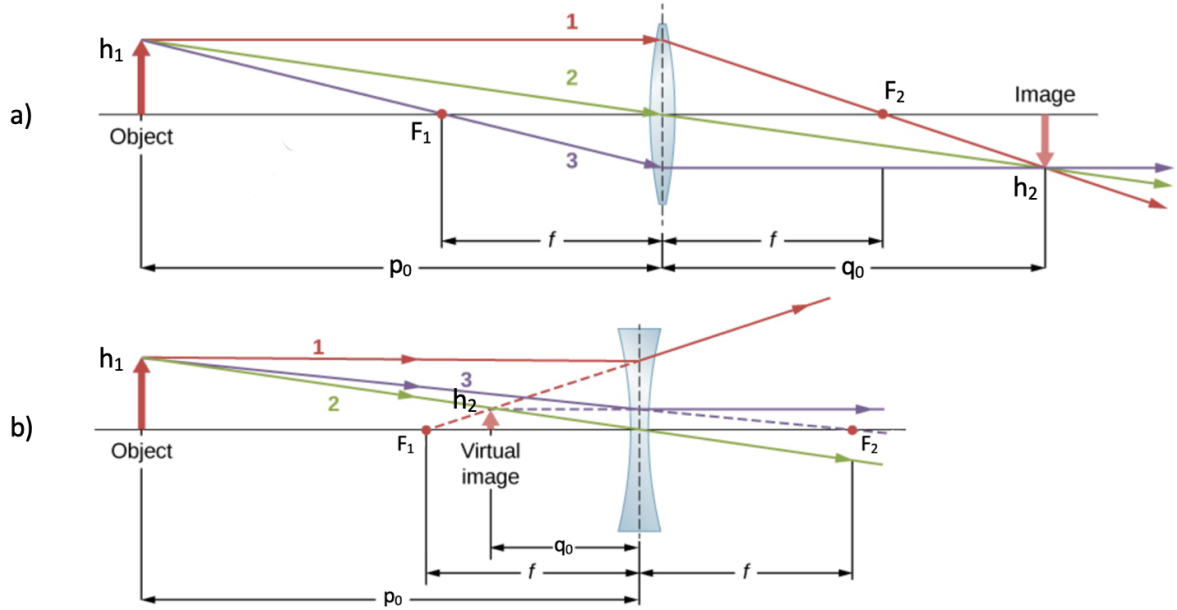 1
h1
2
F2
Image
a)
Object
F1
3
h2
f
f
p0
q0
1
h1
3
2
h2
b)
Object
F1
Virtual
image
F2
q0
f
f
p0